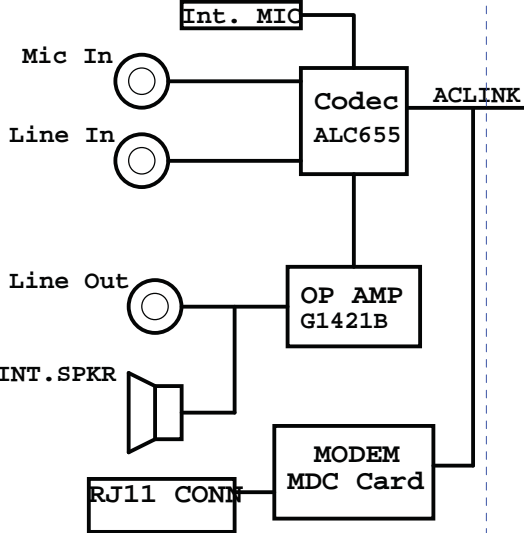 Int. MIC
Mic In
Codec
ALC655
ACLINK
Line In
Line Out
OP AMP
G1421B
INT.SPKR
MODEM
MDC Card
RJ11 CONN